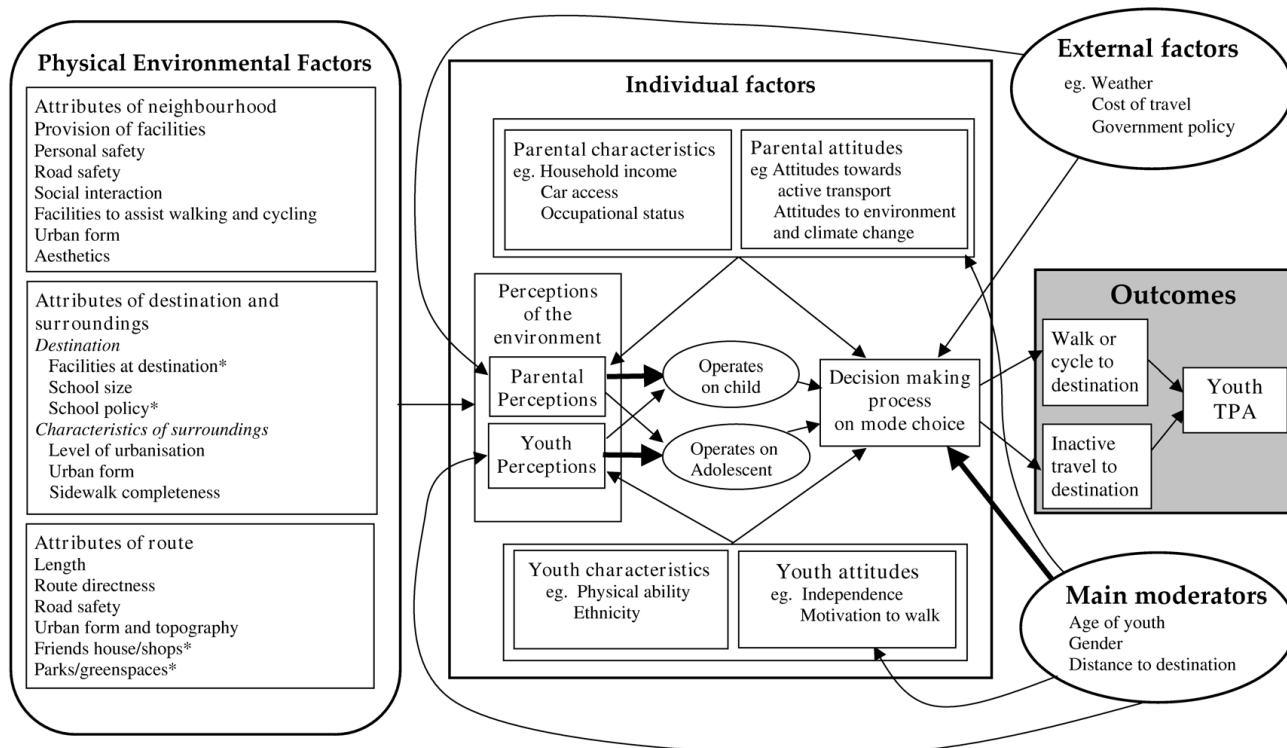 Physical Environmental Factors
Attributes of neighbourhood
Provision of facilities
Personal safety
Road safety
Social interaction
Facilities to assist walking and cycling
Urban form
Aesthetics
Attributes of destination and
surroundings
Destination
Facilities at destination*
School size
School policy*
Characteristics of surroundings
Level of urbanisation
Urban form
Sidewalk completeness
Attributes of route
Length
Route directness
Road safety
Urban form and topography
Friends house/shops*
Parks/greenspaces*
Individual factors
Parental characteristics
eg. Household income
Car access
Occupational status
Parental attitudes
eg Attitudes towards
active transport
Attitudes to environment
and climate change
Perceptions
of the
environment
Parental
Perceptions
Youth
Perceptions
Operates
on child
Operates on
Adolescent
Decision making
process
on mode choice
Youth characteristics
eg. Physical ability
Ethnicity
Youth attitudes
eg. Independence
Motivation to walk
External factors
eg. Weather
Cost of travel
Government policy
Outcomes
Walk or
cycle to
destination
Inactive
travel to
destination
Youth
TPA
Main moderators
Age of youth
Gender
Distance to destination